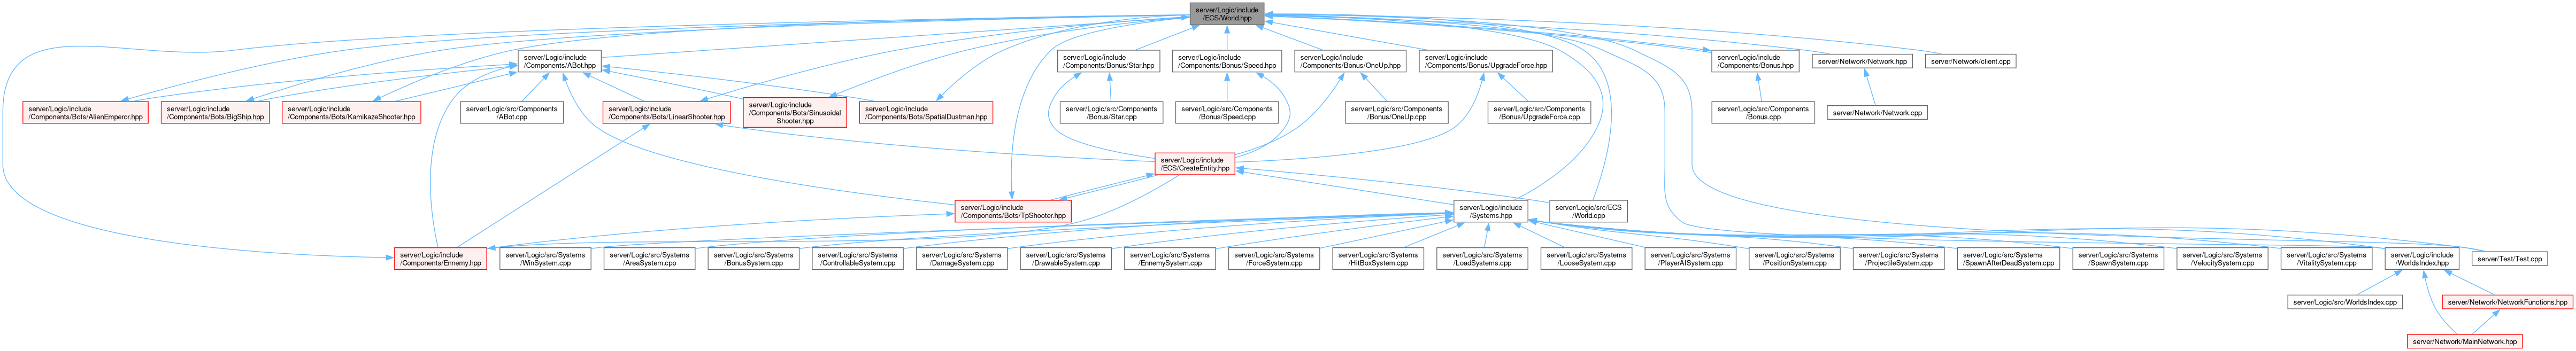 server/Logic/include
/ECS/World.hpp
server/Logic/include
/Components/ABot.hpp
server/Logic/include
/Components/Bonus/Star.hpp
server/Logic/include
/Components/Bonus/Speed.hpp
server/Logic/include
/Components/Bonus/OneUp.hpp
server/Logic/include
/Components/Bonus/UpgradeForce.hpp
server/Logic/include
/Components/Bonus.hpp
server/Network/Network.hpp
server/Network/client.cpp
server/Logic/include
/Components/Bots/AlienEmperor.hpp
server/Logic/include
/Components/Bots/BigShip.hpp
server/Logic/include
/Components/Bots/KamikazeShooter.hpp
server/Logic/src/Components
/ABot.cpp
server/Logic/include
/Components/Bots/LinearShooter.hpp
server/Logic/include
/Components/Bots/Sinusoidal
Shooter.hpp
server/Logic/include
/Components/Bots/SpatialDustman.hpp
server/Logic/src/Components
/Bonus/Star.cpp
server/Logic/src/Components
/Bonus/Speed.cpp
server/Logic/src/Components
/Bonus/OneUp.cpp
server/Logic/src/Components
/Bonus/UpgradeForce.cpp
server/Logic/src/Components
/Bonus.cpp
server/Network/Network.cpp
server/Logic/include
/ECS/CreateEntity.hpp
server/Logic/include
/Components/Bots/TpShooter.hpp
server/Logic/include
/Systems.hpp
server/Logic/src/ECS
/World.cpp
server/Logic/include
/Components/Ennemy.hpp
server/Logic/src/Systems
/WinSystem.cpp
server/Logic/src/Systems
/AreaSystem.cpp
server/Logic/src/Systems
/BonusSystem.cpp
server/Logic/src/Systems
/ControllableSystem.cpp
server/Logic/src/Systems
/DamageSystem.cpp
server/Logic/src/Systems
/DrawableSystem.cpp
server/Logic/src/Systems
/EnnemySystem.cpp
server/Logic/src/Systems
/ForceSystem.cpp
server/Logic/src/Systems
/HitBoxSystem.cpp
server/Logic/src/Systems
/LoadSystems.cpp
server/Logic/src/Systems
/LooseSystem.cpp
server/Logic/src/Systems
/PlayerAISystem.cpp
server/Logic/src/Systems
/PositionSystem.cpp
server/Logic/src/Systems
/ProjectileSystem.cpp
server/Logic/src/Systems
/SpawnAfterDeadSystem.cpp
server/Logic/src/Systems
/SpawnSystem.cpp
server/Logic/src/Systems
/VelocitySystem.cpp
server/Logic/src/Systems
/VitalitySystem.cpp
server/Logic/include
/WorldsIndex.hpp
server/Test/Test.cpp
server/Logic/src/WorldsIndex.cpp
server/Network/NetworkFunctions.hpp
server/Network/MainNetwork.hpp